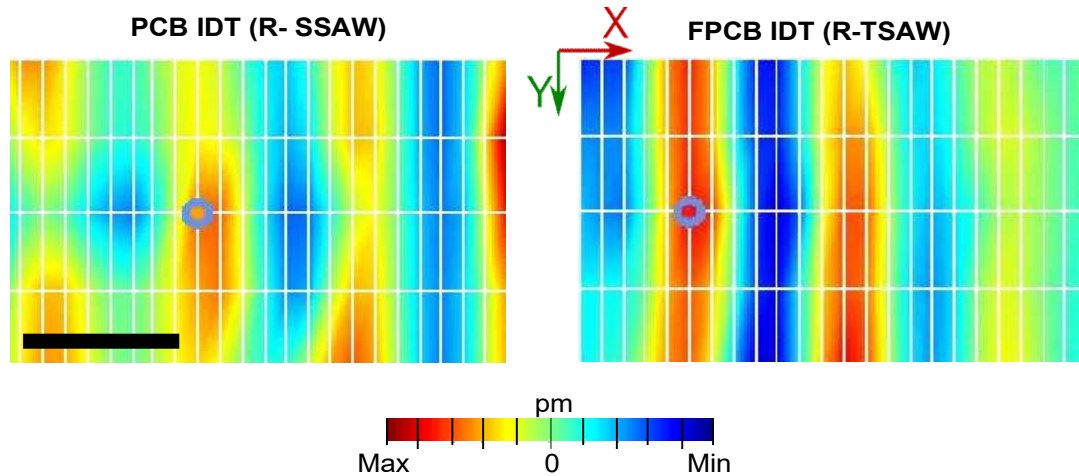 PCB IDT (R- SSAW)
FPCB IDT (R-TSAW)
X
Y
pm
Max 0 Min